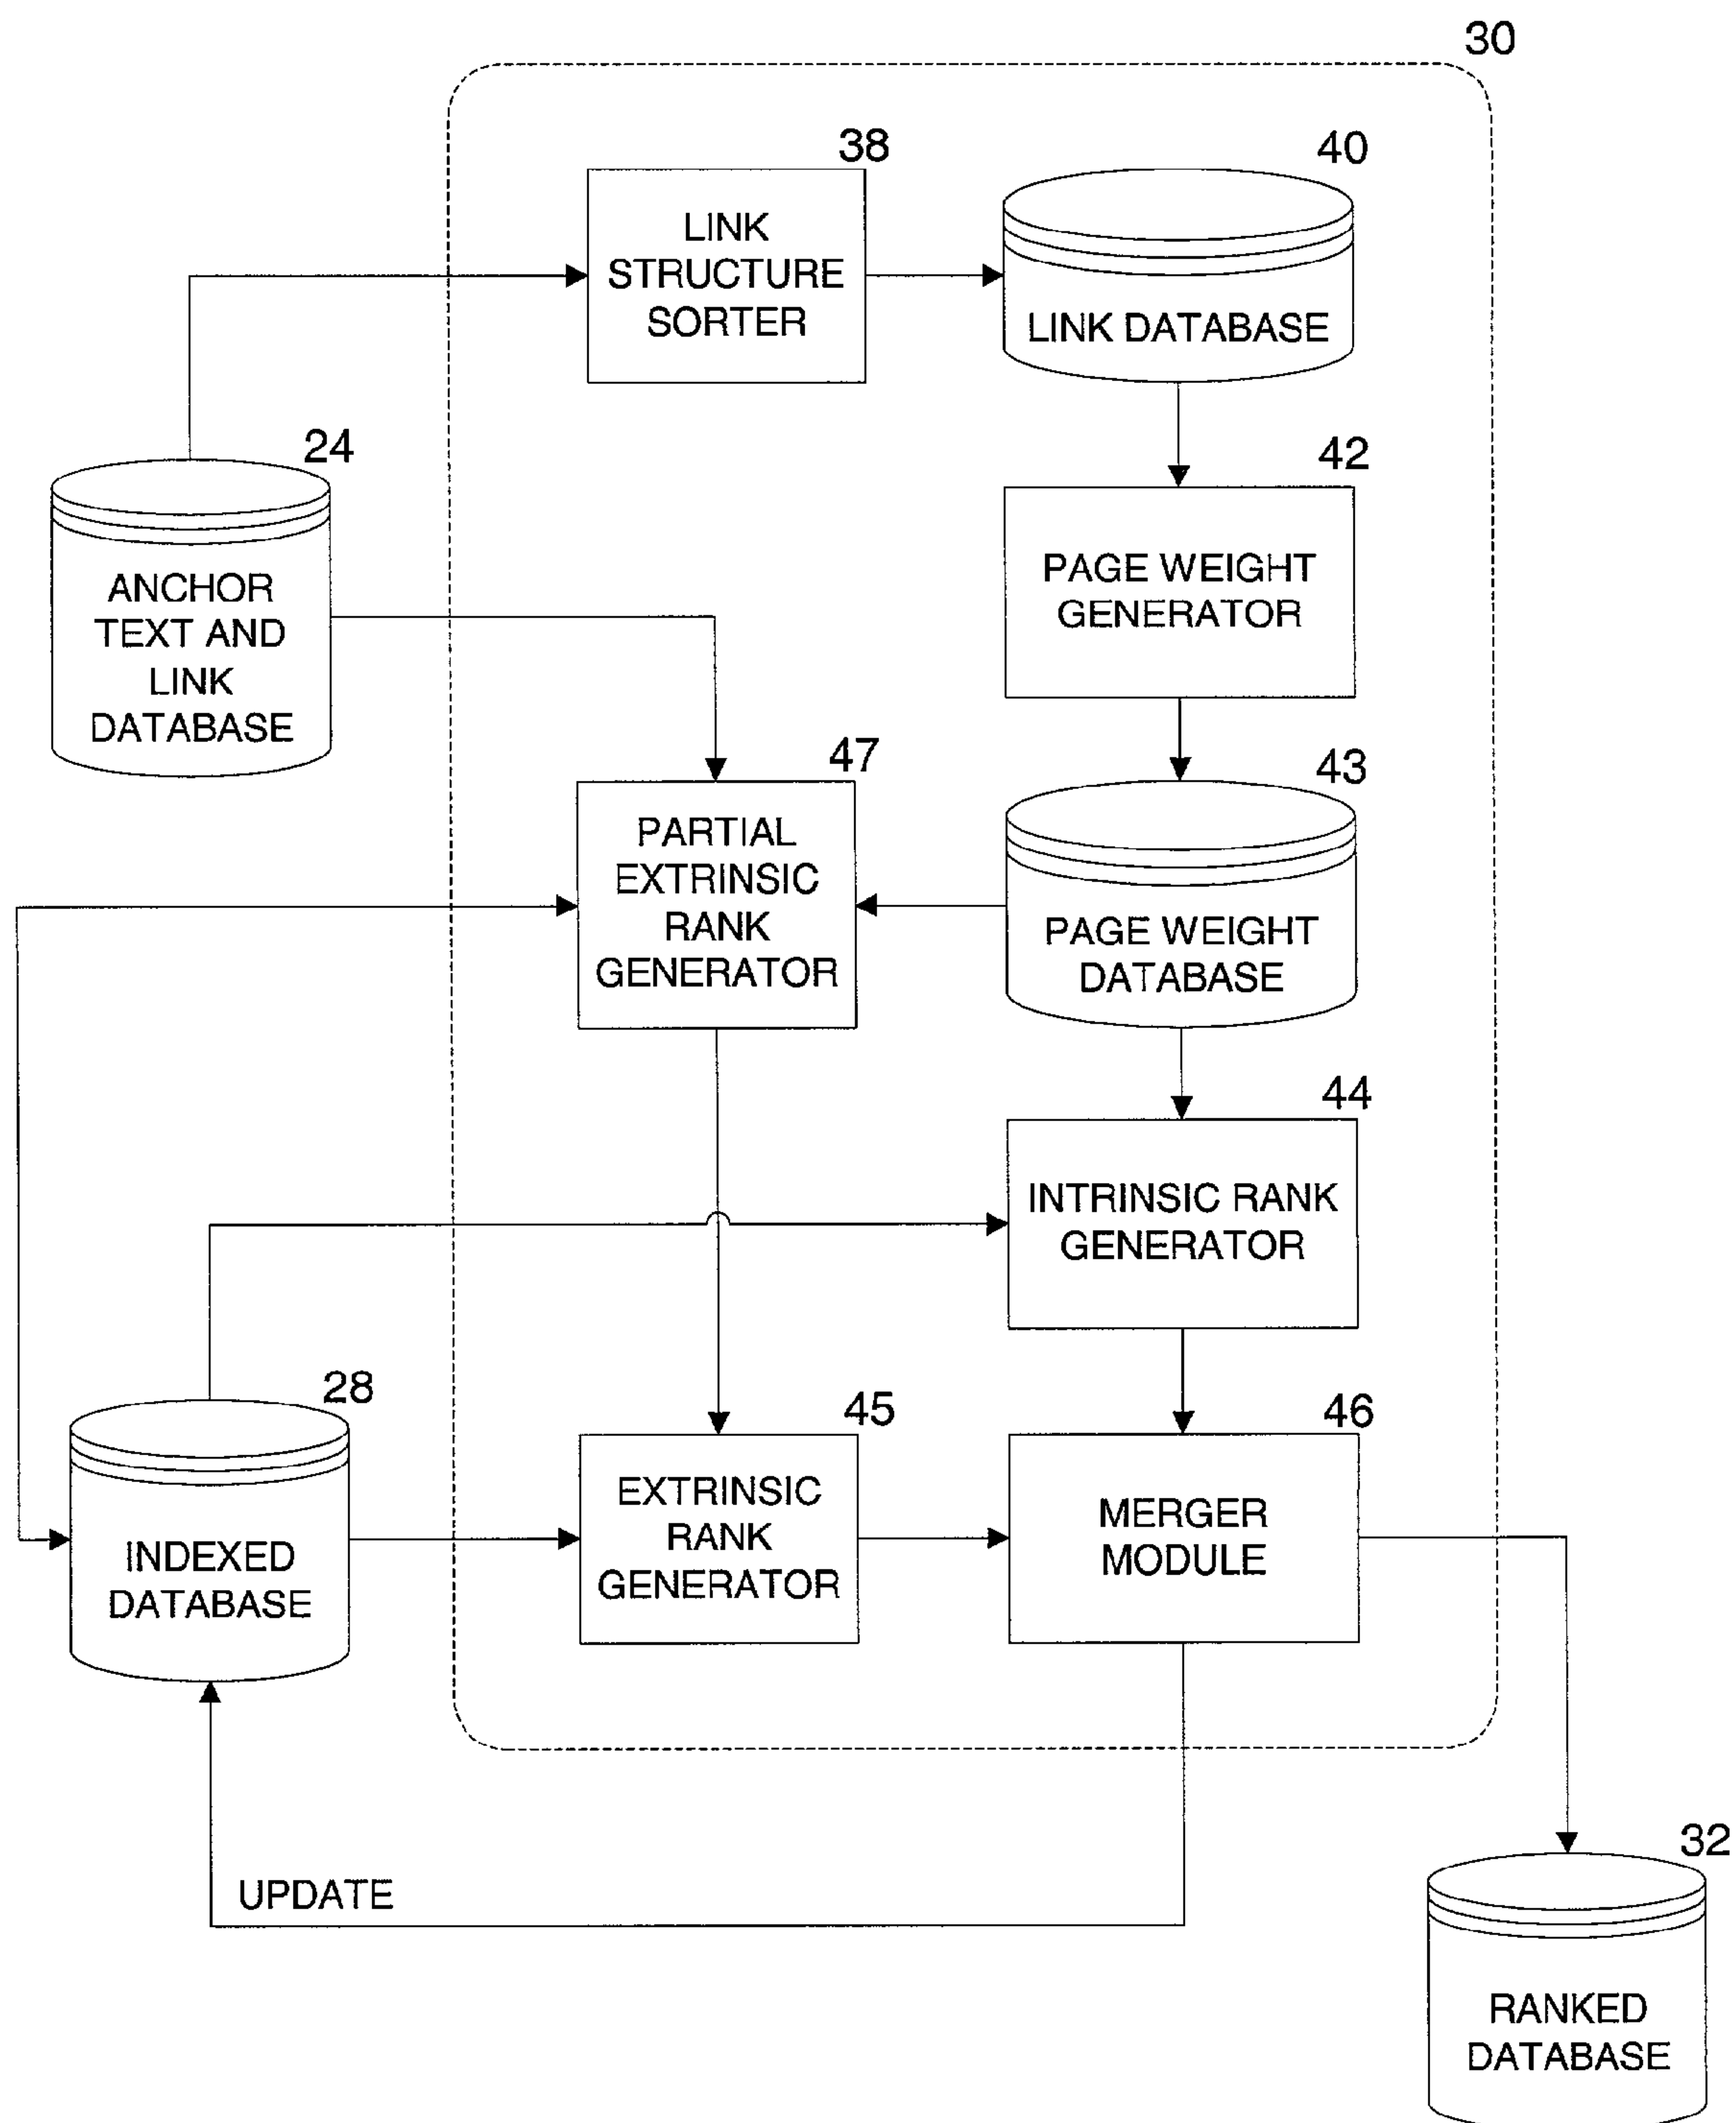 30
38
LINK
STRUCTURE
SORTER
40
LINK DATABASE
24
ANCHOR
TEXT AND
LINK
DATABASE
42
PAGE WEIGHT
GENERATOR
47
PARTIAL
EXTRINSIC
RANK
GENERATOR
43
PAGE WEIGHT
DATABASE
44
INTRINSIC RANK
GENERATOR
28
INDEXED
DATABASE
45
EXTRINSIC
RANK
GENERATOR
46
MERGER
MODULE
UPDATE
32
RANKED
DATABASE